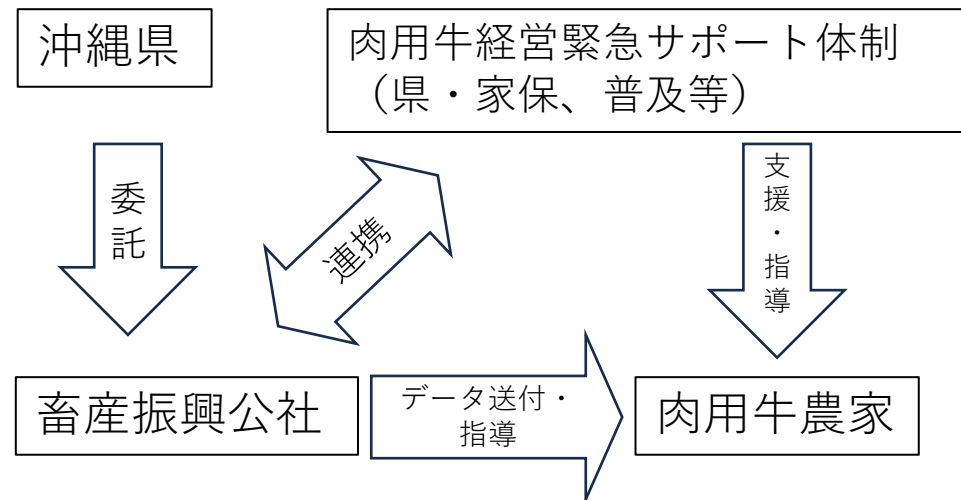 沖縄県
肉用牛経営緊急サポート体制
（県・家保、普及等）
委託
連携
支援・指導
畜産振興公社
データ送付・
指導
肉用牛農家